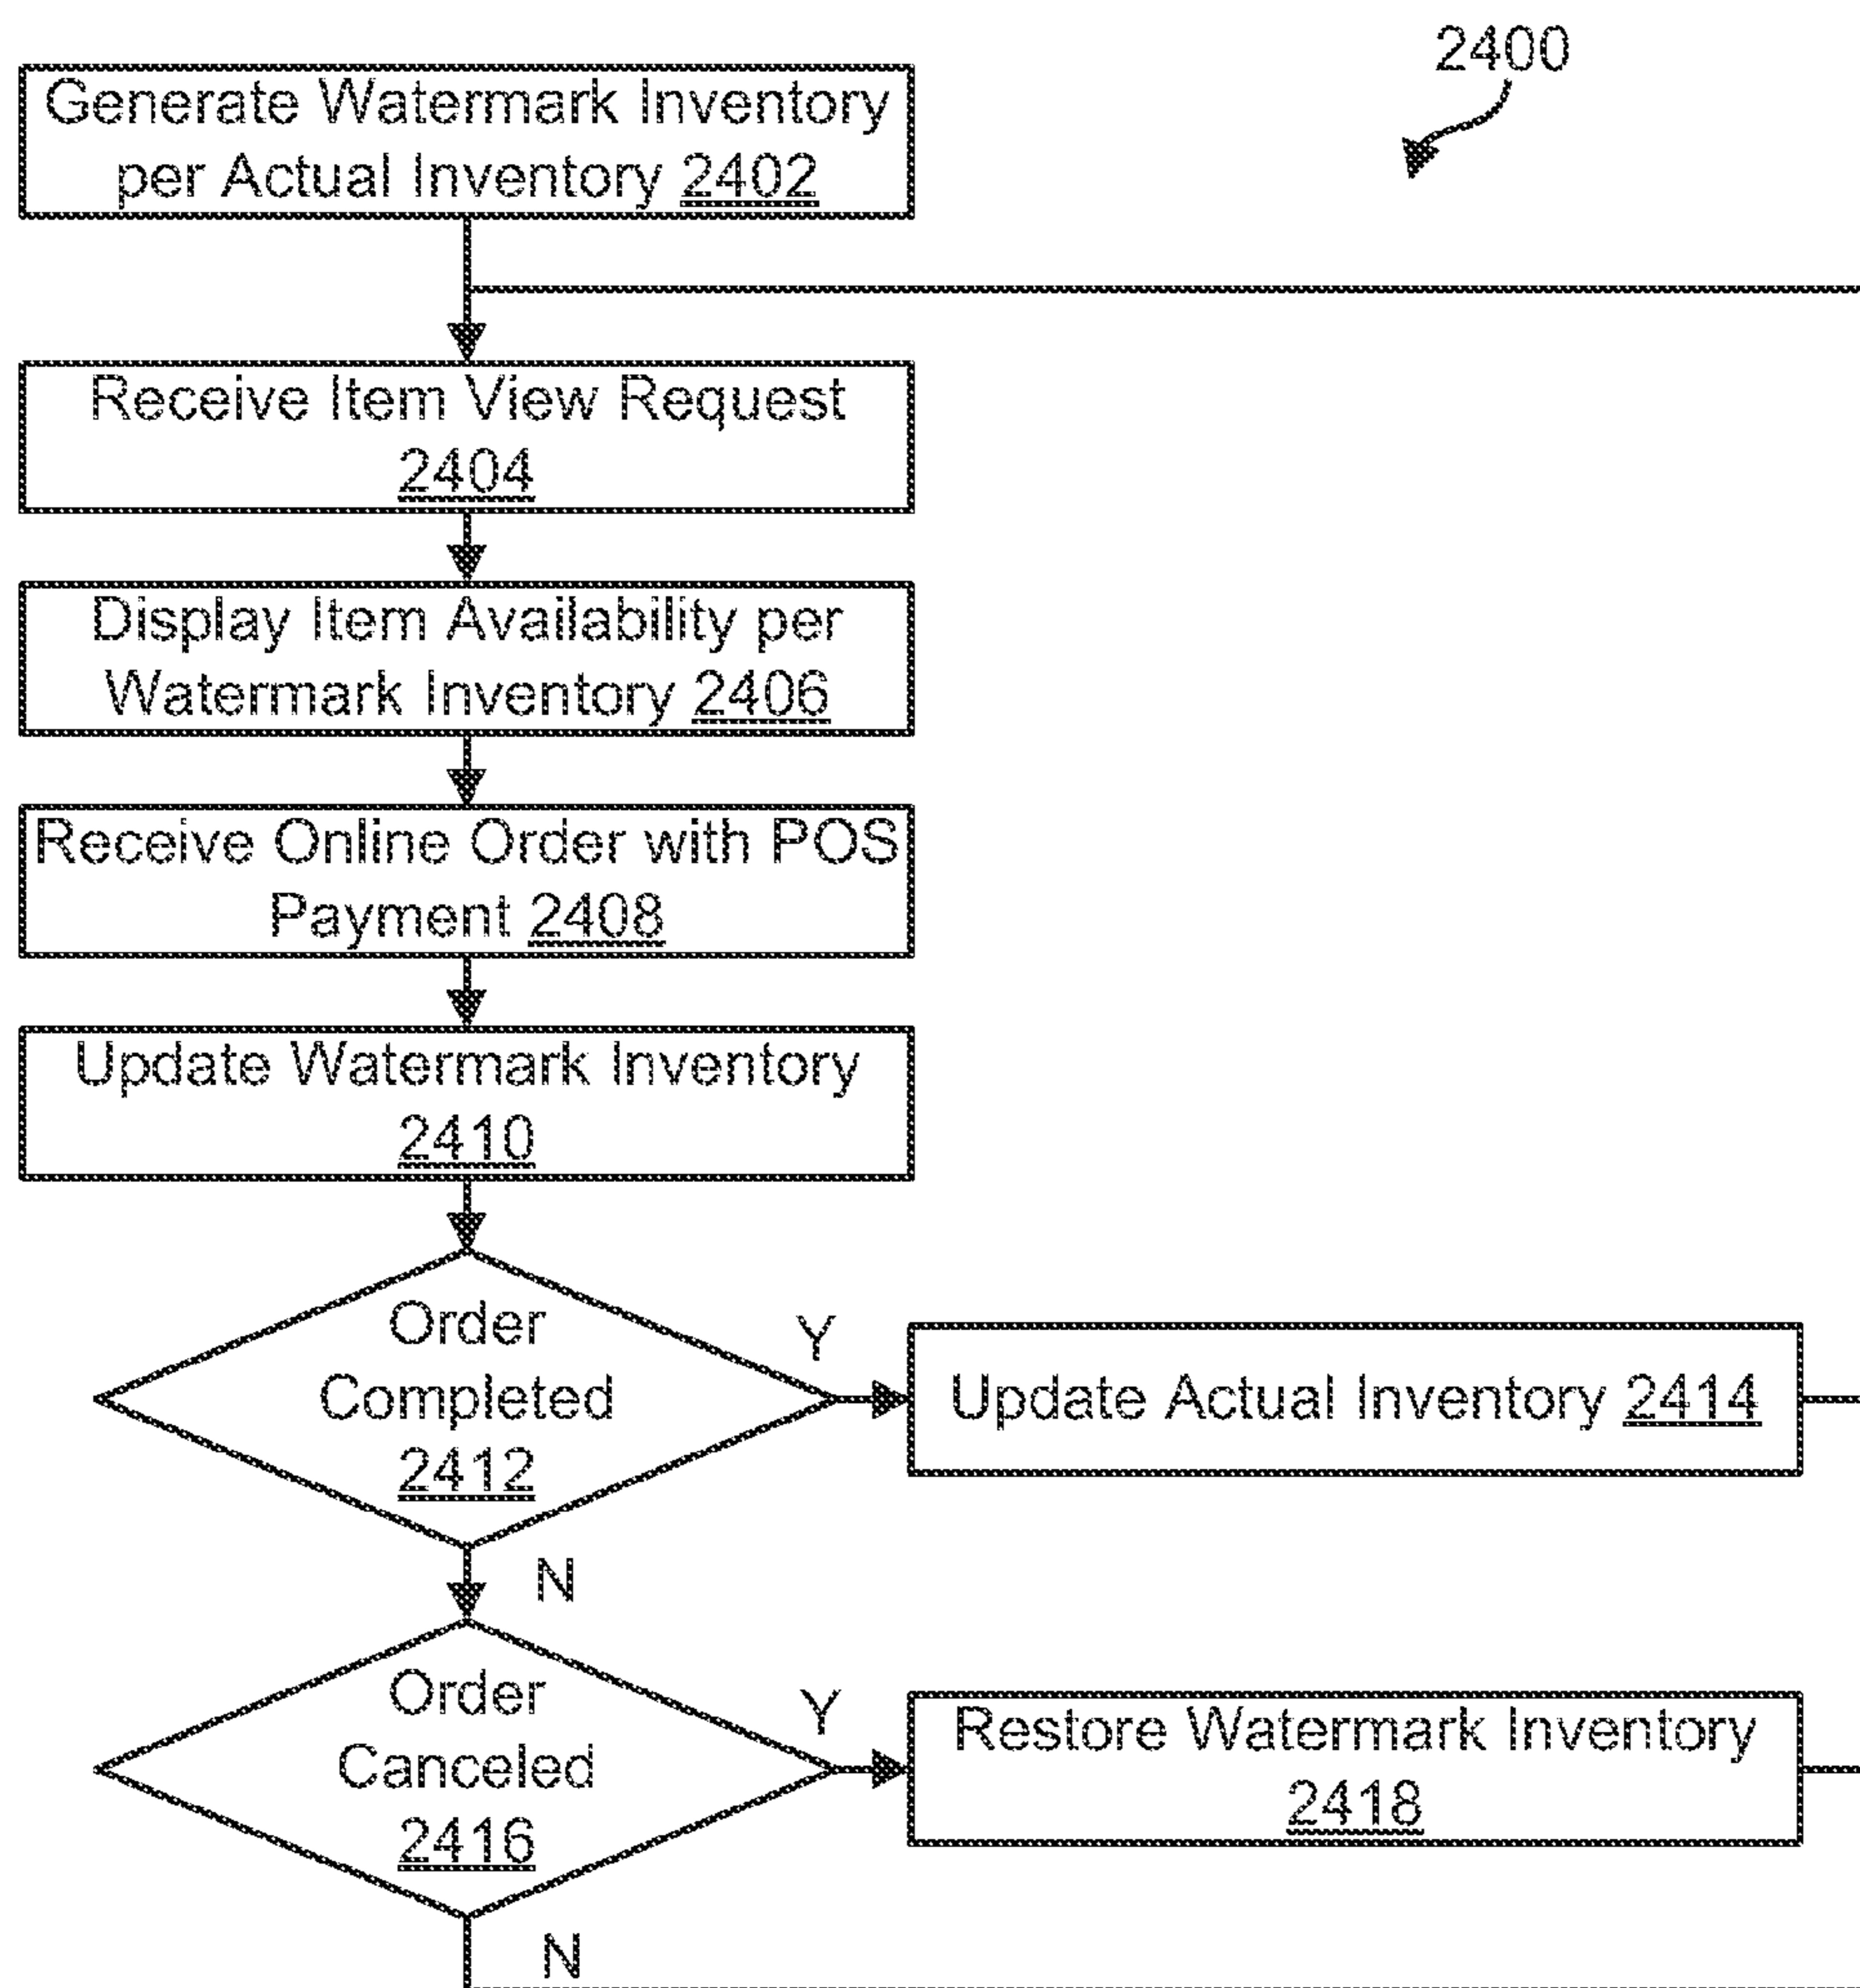 2400
Generate Watermark Inventory
per Actual Inventory 2402
Receive Item View Request
2404
Display Item Availability per
Watermark Inventory 2406
Receive Online Order with POS
Payment 2408
Update Watermark Inventory
2410
Order
Completed
2412
Y
Update Actual Inventory 2414
N
Order
Canceled
2416
Y
Restore Watermark Inventory
2418
N